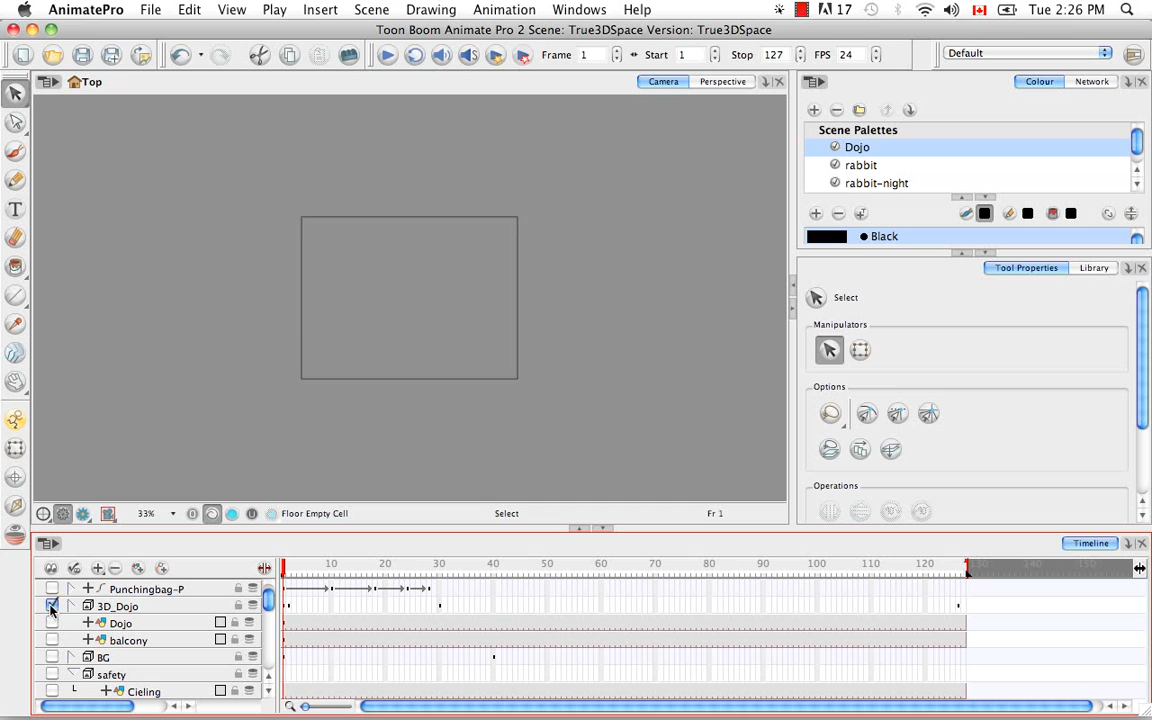 AnimatePro File Edit View Play Insert Scene Drawing Animation Windows Help 17 Tue 2:26 PM
Toon Boom Animate Pro 2 Scene: True3DSpace Version: True3DSpace
Frame 1 Start 1 Stop 127 FPS 24 Default
Top Camera Perspective Colour Network
Scene Palettes
Dojo
rabbit
rabbit-night
Black
Tool Properties Library
Select
Manipulators
Options
Operations
33% Floor Empty Cell Select Fr 1
Timeline
10 20 30 40 50 60 70 80 90 100 110 120 130 140 150
Punchingbag-P
3D_Dojo
Dojo
balcony
BG
safety
Cieling